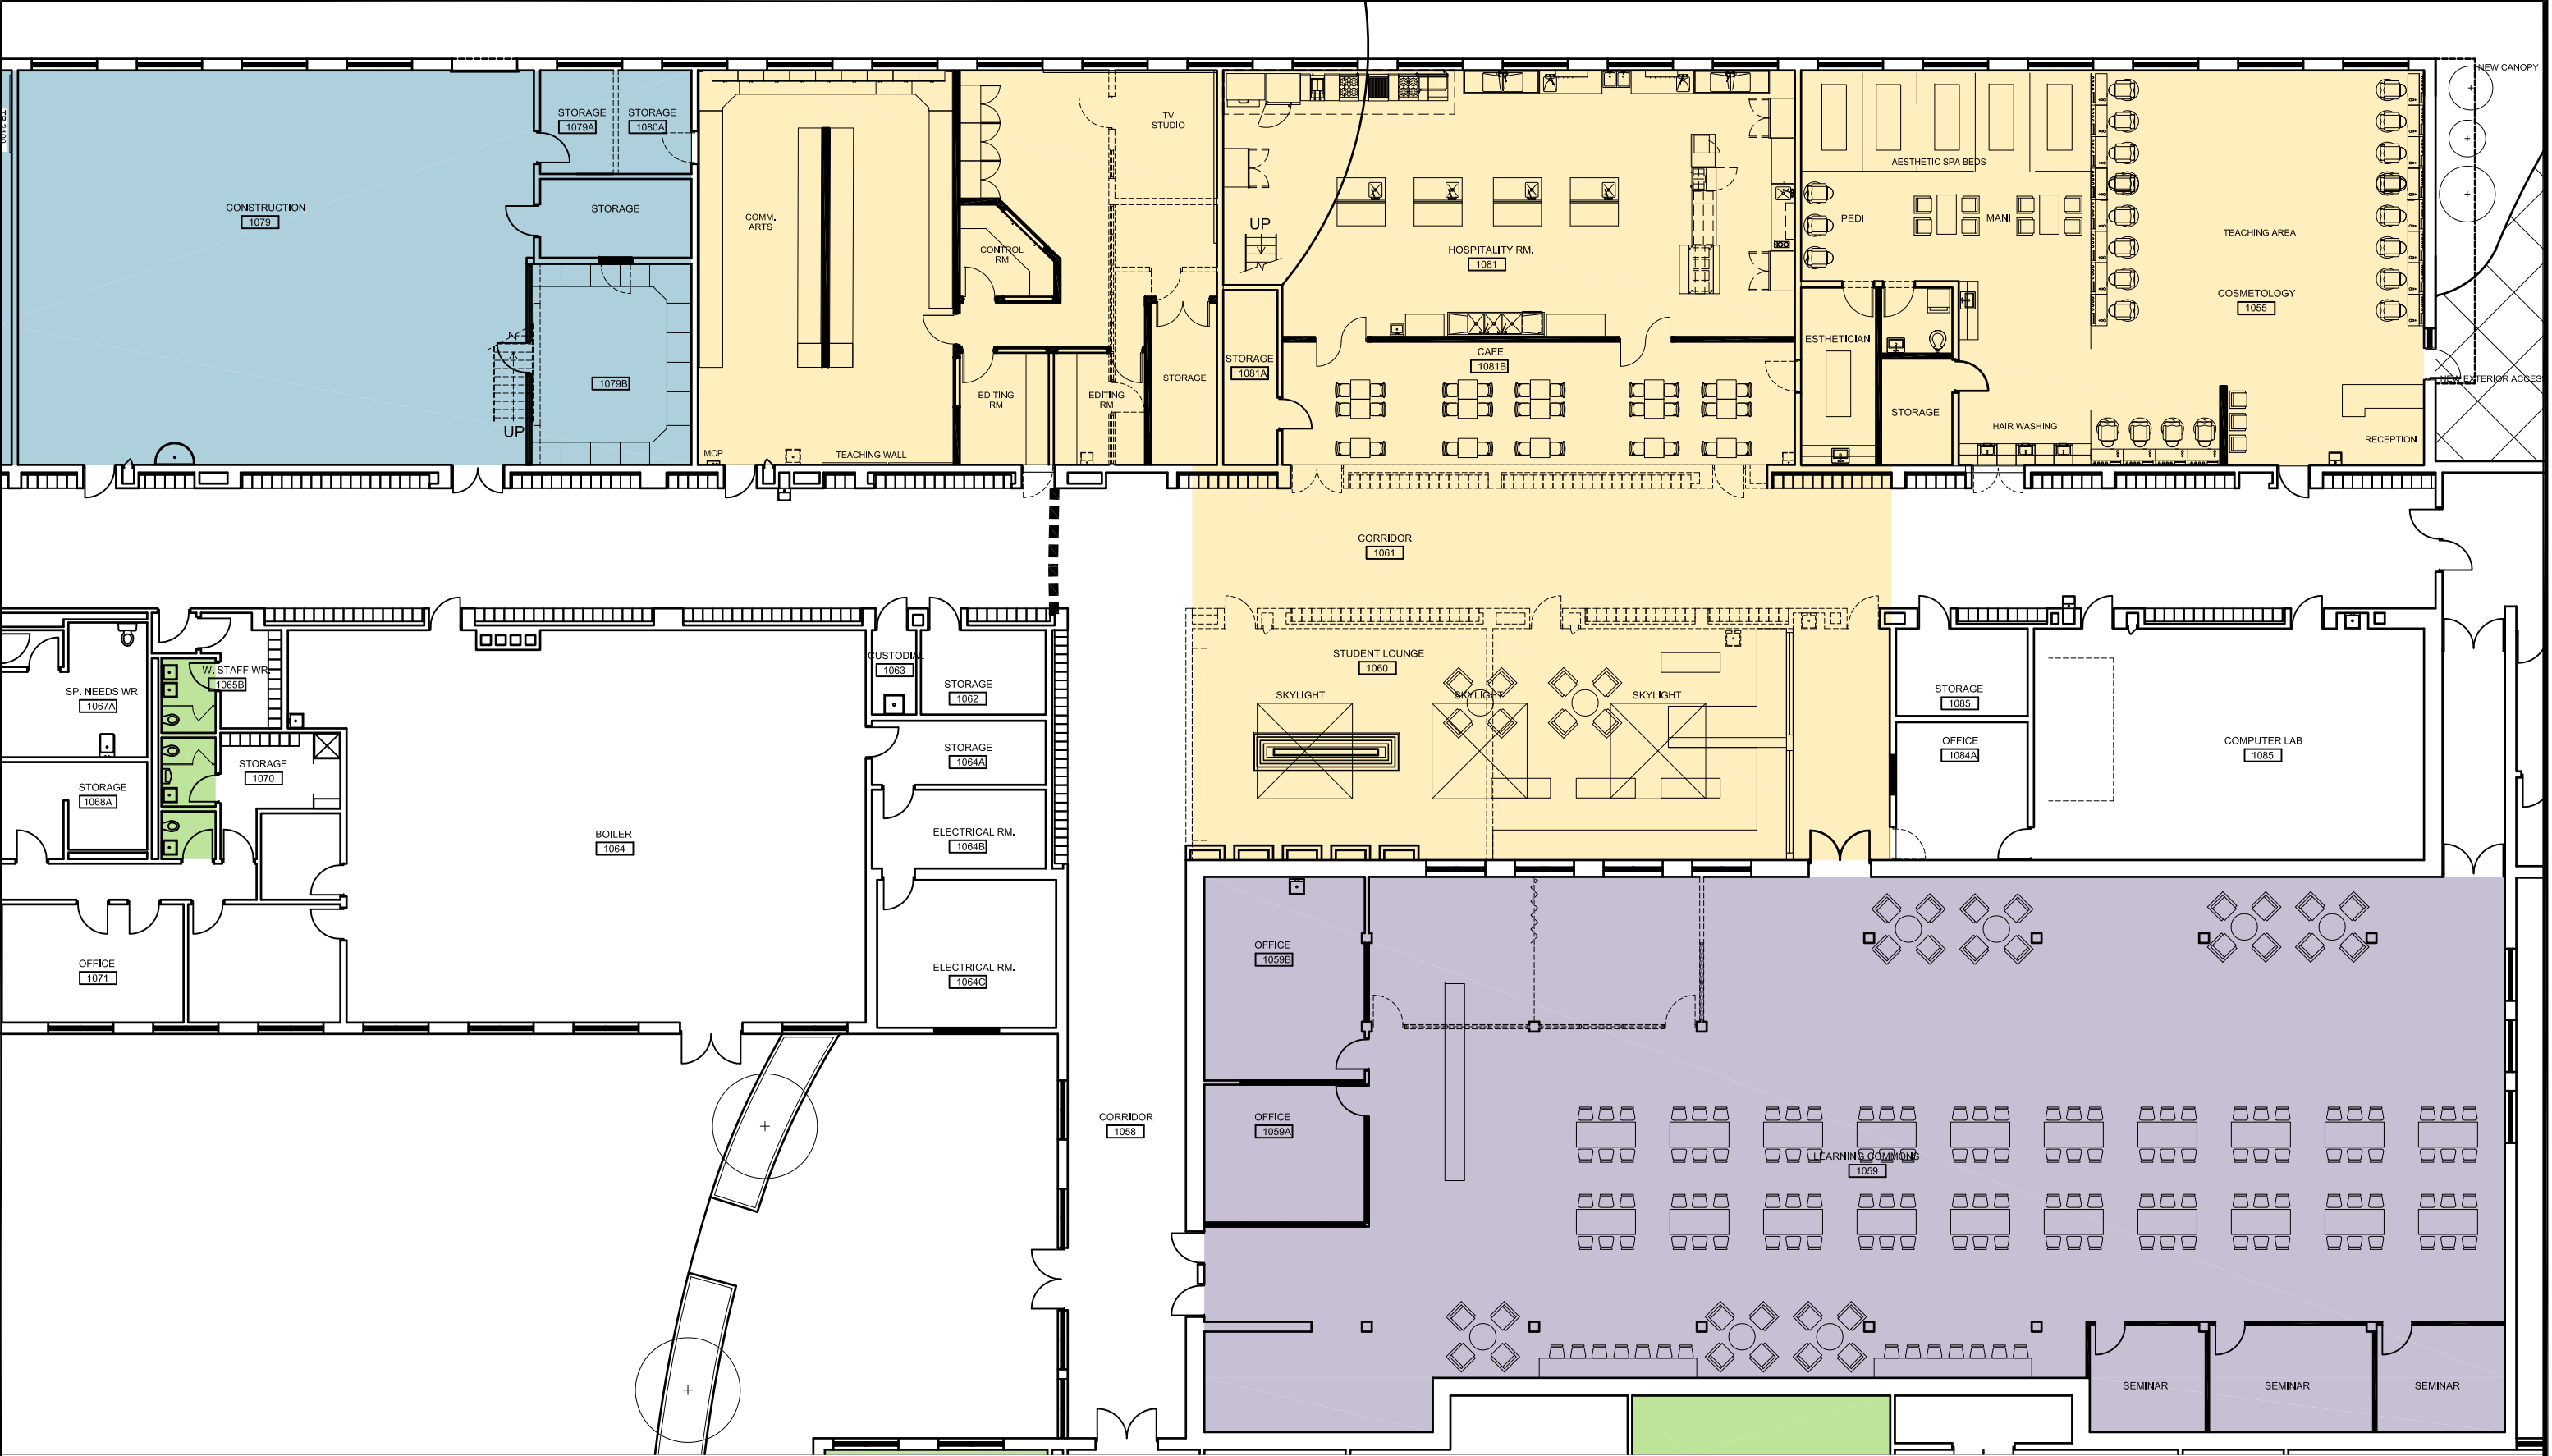 NEW CANOPY
STORAGE
1079A
STORAGE
1080A
TV
STUDIO
AESTHETIC SPA BEDS
CONSTRUCTION
1079
STORAGE
COMM.
ARTS
UP
PEDI
MANI
TEACHING AREA
CONTROL
RM
HOSPITALITY RM.
1081
COSMETOLOGY
1055
ESTHETICIAN
STORAGE
1081A
CAFE
1081B
STORAGE
NEW EXTERIOR ACCESS
1079B
EDITING
RM
EDITING
RM
STORAGE
UP
HAIR WASHING
RECEPTION
MCP
TEACHING WALL
CORRIDOR
1061
CUSTODIAL
1063
STUDENT LOUNGE
1060
W. STAFF WR.
1065B
SP. NEEDS WR
1067A
STORAGE
1062
SKYLIGHT
SKYLIGHT
SKYLIGHT
STORAGE
1085
STORAGE
1064A
OFFICE
1084A
COMPUTER LAB
1085
STORAGE
1070
STORAGE
1068A
BOILER
1064
ELECTRICAL RM.
1064B
OFFICE
1059B
OFFICE
1071
ELECTRICAL RM.
1064C
CORRIDOR
1058
OFFICE
1059A
LEARNING COMMONS
1059
SEMINAR
SEMINAR
SEMINAR